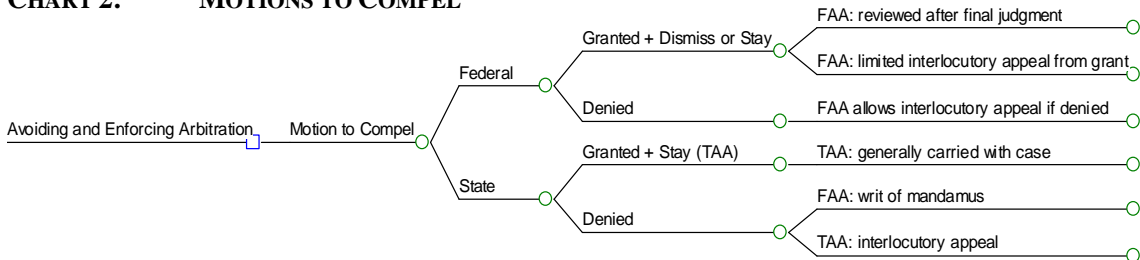 CHART 2: MOTIONS TO COMPEL
FAA: reviewed after final judgment
Granted + Dismiss or Stay
FAA: limited interlocutory appeal from grant
Federal
Denied
FAA allows interlocutory appeal if denied
Avoiding and Enforcing Arbitration
Motion to Compel
Granted + Stay (TAA)
TAA: generally carried with case
State
FAA: writ of mandamus
Denied
TAA: interlocutory appeal